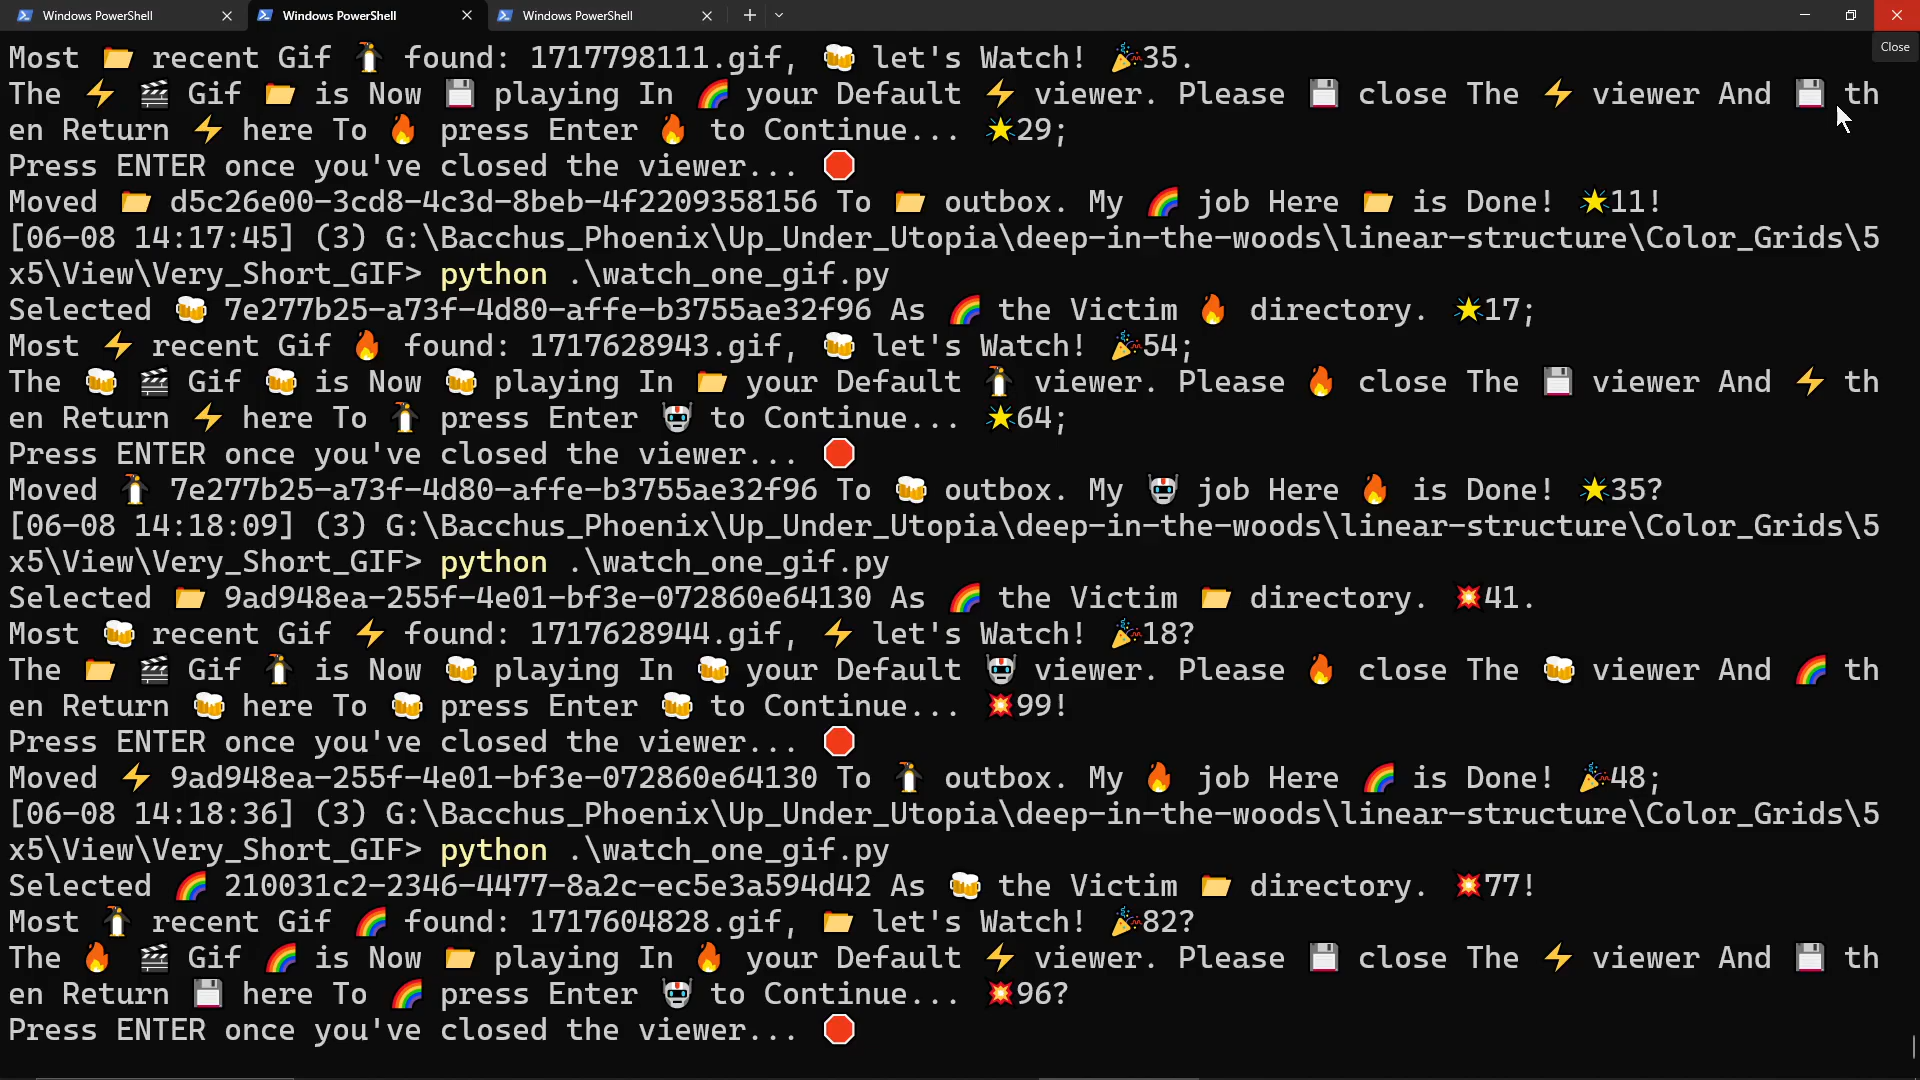 Windows PowerShell
Windows PowerShell
Windows PowerShell
Close
Most 📂 recent Gif 🐧 found: 1717798111.gif, 🍻 let's Watch! 🎉35.
The ⚡ 🎬 Gif 📂 is Now 💾 playing In 🌈 your Default ⚡ viewer. Please 💾 close The ⚡ viewer And 💾 th
en Return ⚡ here To 🔥 press Enter 🔥 to Continue... 🌟29;
Press ENTER once you've closed the viewer... 🛑
Moved 📂 d5c26e00-3cd8-4c3d-8beb-4f2209358156 To 📂 outbox. My 🌈 job Here 📂 is Done! 🌟11!
[06-08 14:17:45] (3) G:\Bacchus_Phoenix\Up_Under_Utopia\deep-in-the-woods\linear-structure\Color_Grids\5
x5\View\Very_Short_GIF> python .\watch_one_gif.py
Selected 🍻 7e277b25-a73f-4d80-affe-b3755ae32f96 As 🌈 the Victim 🔥 directory. 🌟17;
Most ⚡ recent Gif 🔥 found: 1717628943.gif, 🍻 let's Watch! 🎉54;
The 🍻 🎬 Gif 🍻 is Now 🍻 playing In 📂 your Default 🐧 viewer. Please 🔥 close The 💾 viewer And ⚡ th
en Return ⚡ here To 🐧 press Enter 🤖 to Continue... 🌟64;
Press ENTER once you've closed the viewer... 🛑
Moved 🐧 7e277b25-a73f-4d80-affe-b3755ae32f96 To 🍻 outbox. My 🤖 job Here 🔥 is Done! 🌟35?
[06-08 14:18:09] (3) G:\Bacchus_Phoenix\Up_Under_Utopia\deep-in-the-woods\linear-structure\Color_Grids\5
x5\View\Very_Short_GIF> python .\watch_one_gif.py
Selected 📂 9ad948ea-255f-4e01-bf3e-072860e64130 As 🌈 the Victim 📂 directory. 💥41.
Most 🍻 recent Gif ⚡ found: 1717628944.gif, ⚡ let's Watch! 🎉18?
The 📂 🎬 Gif 🐧 is Now 🍻 playing In 🍻 your Default 🤖 viewer. Please 🔥 close The 🍻 viewer And 🌈 th
en Return 🍻 here To 🍻 press Enter 🍻 to Continue... 💥99!
Press ENTER once you've closed the viewer... 🛑
Moved ⚡ 9ad948ea-255f-4e01-bf3e-072860e64130 To 🐧 outbox. My 🔥 job Here 🌈 is Done! 🎉48;
[06-08 14:18:36] (3) G:\Bacchus_Phoenix\Up_Under_Utopia\deep-in-the-woods\linear-structure\Color_Grids\5
x5\View\Very_Short_GIF> python .\watch_one_gif.py
Selected 🌈 210031c2-2346-4477-8a2c-ec5e3a594d42 As 🍻 the Victim 📂 directory. 💥77!
Most 🐧 recent Gif 🌈 found: 1717604828.gif, 📂 let's Watch! 🎉82?
The 🔥 🎬 Gif 🌈 is Now 📂 playing In 🔥 your Default ⚡ viewer. Please 💾 close The ⚡ viewer And 💾 th
en Return 💾 here To 🌈 press Enter 🤖 to Continue... 💥96?
Press ENTER once you've closed the viewer... 🛑